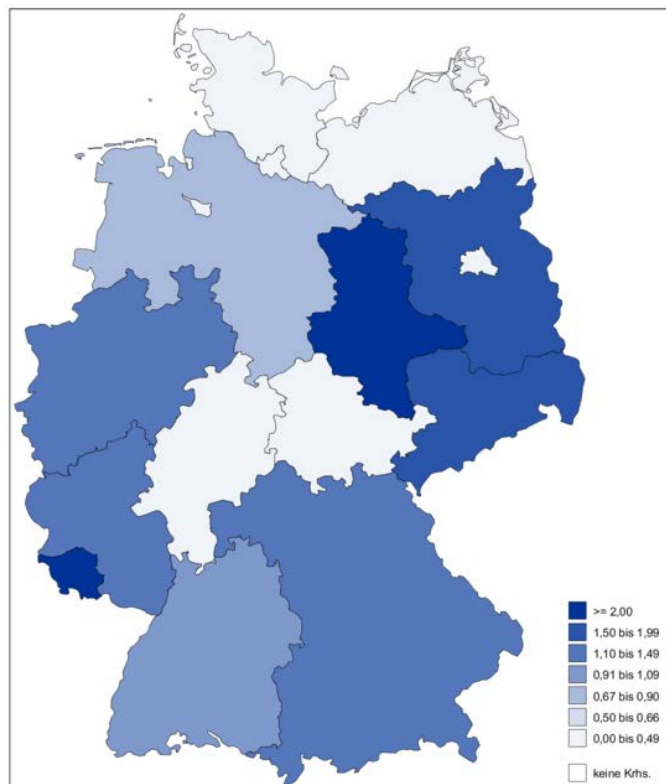 >= 2,00
1,50 bis 1,99
1,10 bis 1,49
0,91 bis 1,09
0,67 bis 0,90
0,50 bis 0,66
0,00 bis 0,49
keine Krhs.